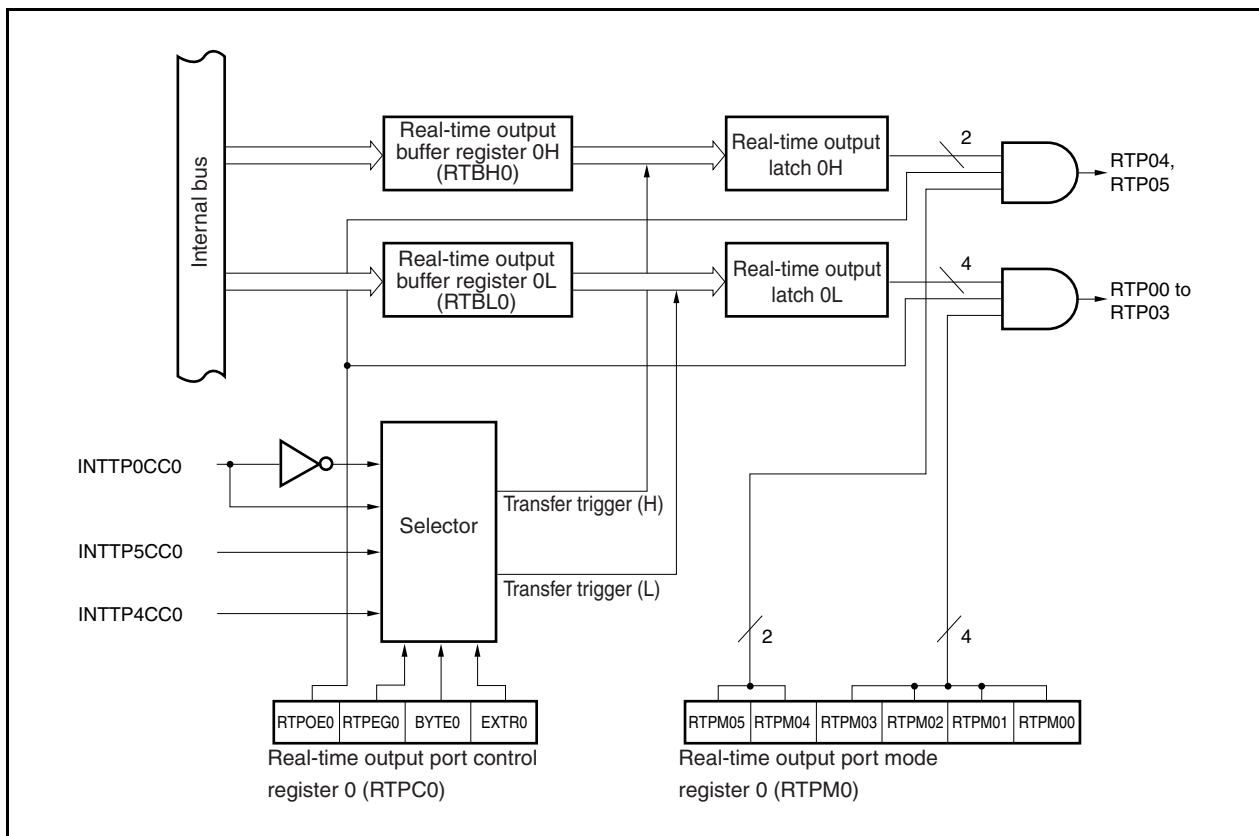 Internal bus
Real-time output
buffer register 0H
(RTBH0)
Real-time output
latch 0H
2
RTP04,
RTP05
Real-time output
buffer register 0L
(RTBL0)
Real-time output
latch 0L
4
RTP00 to
RTP03
INTTP0CC0
INTTP5CC0
INTTP4CC0
Selector
Transfer trigger (H)
Transfer trigger (L)
2
4
RTPOE0 RTPEG0 BYTE0 EXTR0
Real-time output port control
register 0 (RTPC0)
RTPM05 RTPM04 RTPM03 RTPM02 RTPM01 RTPM00
Real-time output port mode
register 0 (RTPM0)